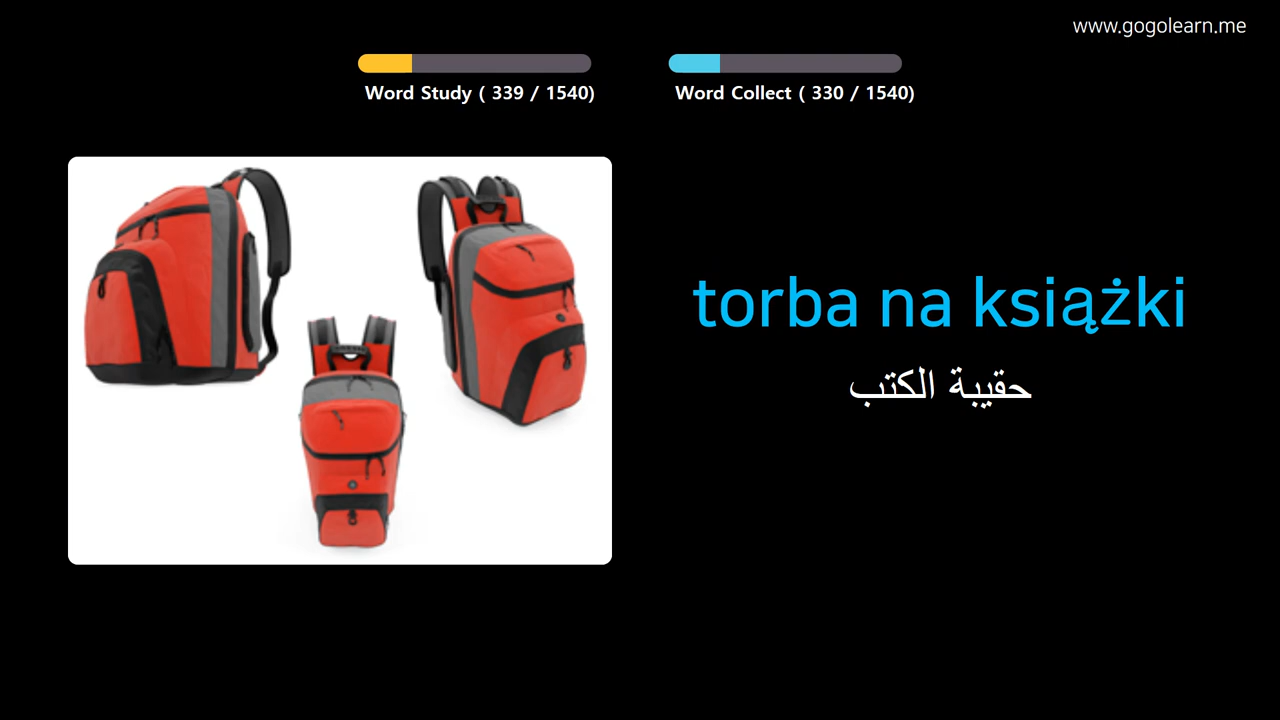 www.gogolearn.me
Word Study ( 339 / 1540)
Word Collect ( 330 / 1540)
torba na książki
حقيبة الكتب